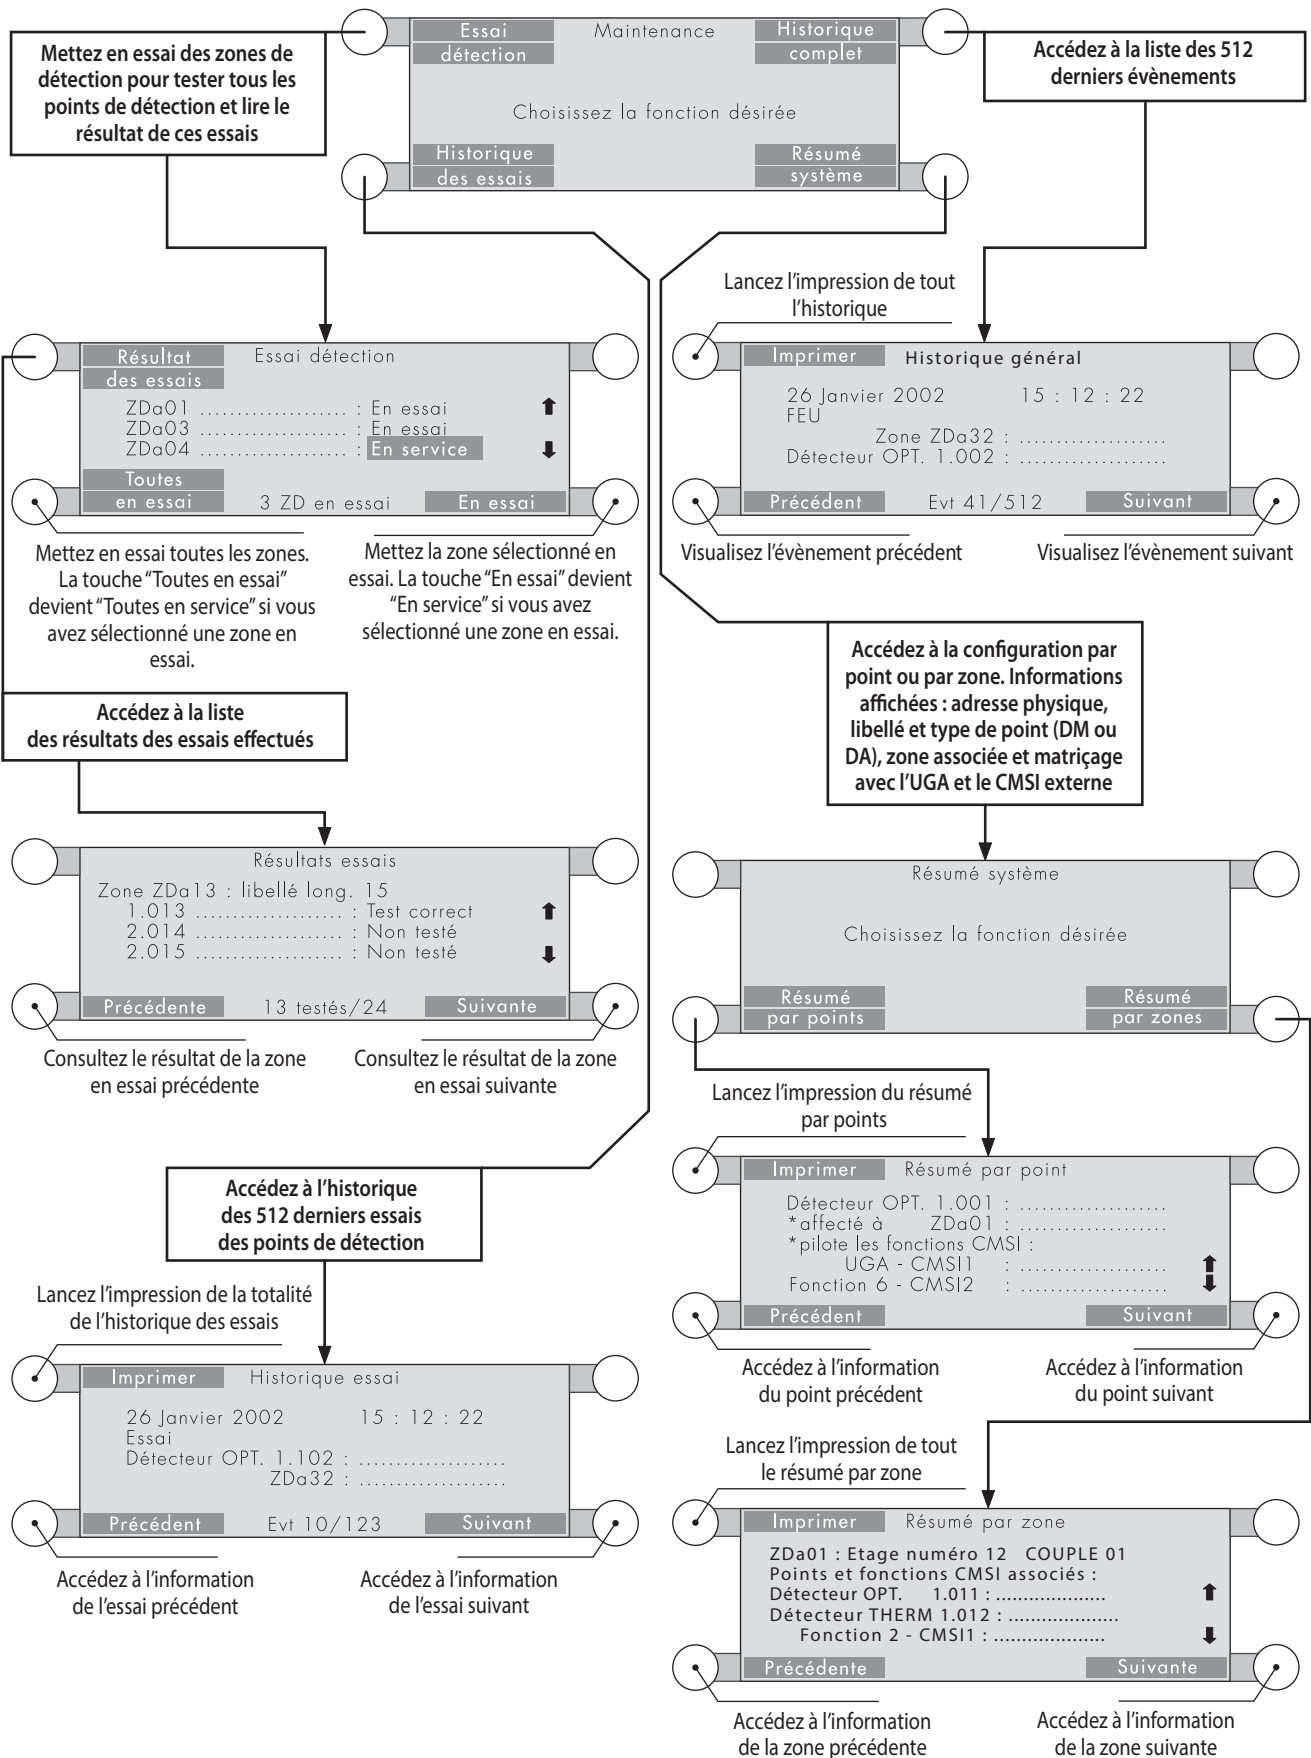 Essai
détection
Maintenance
Historique
complet
Choisissez la fonction désirée
Historique
des essais
Résumé
système
Mettez en essai des zones de
détection pour tester tous les
points de détection et lire le
résultat de ces essais
Accédez à la liste des 512
derniers évènements
Résultat
des essais
Essai détection
ZDa01 .................... : En essai
ZDa03 .................... : En essai
ZDa04 .................... : En service
Toutes
en essai
3 ZD en essai
En essai
Mettez en essai toutes les zones.
La touche “Toutes en essai”
devient “Toutes en service” si vous
avez sélectionné une zone en
essai.
Mettez la zone sélectionné en
essai. La touche “En essai” devient
“En service” si vous avez
sélectionné une zone en essai.
Lancez l’impression de tout
l’historique
Imprimer
Historique général
26 Janvier 2002 15 : 12 : 22
FEU
Zone ZDa32 : ....................
Détecteur OPT. 1.002 : ....................
Précédent
Evt 41/512
Suivant
Visualisez l’évènement précédent
Visualisez l’évènement suivant
Accédez à la liste
des résultats des essais effectués
Résultats essais
Zone ZDa13 : libellé long. 15
1.013 .................... : Test correct
2.014 .................... : Non testé
2.015 .................... : Non testé
Précédente
13 testés/24
Suivante
Consultez le résultat de la zone
en essai précédente
Consultez le résultat de la zone
en essai suivante
Accédez à la configuration par
point ou par zone. Informations
affichées : adresse physique,
libellé et type de point (DM ou
DA), zone associée et matriçage
avec l’UGA et le CMSI externe
Résumé système
Choisissez la fonction désirée
Résumé
par points
Résumé
par zones
Accédez à l’historique
des 512 derniers essais
des points de détection
Lancez l’impression de la totalité
de l’historique des essais
Imprimer
Historique essai
26 Janvier 2002 15 : 12 : 22
Essai
Détecteur OPT. 1.102 : ....................
ZDa32 : ....................
Précédent
Evt 10/123
Suivant
Accédez à l’information
de l’essai précédent
Accédez à l’information
de l’essai suivant
Lancez l’impression du résumé
par points
Imprimer
Résumé par point
Détecteur OPT. 1.001 : ....................
*affecté à ZDa01 : ....................
*pilote les fonctions CMSI :
UGA - CMSI1 : ....................
Fonction 6 - CMSI2 : ....................
Précédent
Suivant
Accédez à l’information
du point précédent
Accédez à l’information
du point suivant
Lancez l’impression de tout
le résumé par zone
Imprimer
Résumé par zone
ZDa01 : Etage numéro 12 COUPLE 01
Points et fonctions CMSI associés :
Détecteur OPT. 1.011 : ....................
Détecteur THERM 1.012 : ....................
Fonction 2 - CMSI1 : ....................
Précédente
Suivante
Accédez à l’information
de la zone précédente
Accédez à l’information
de la zone suivante